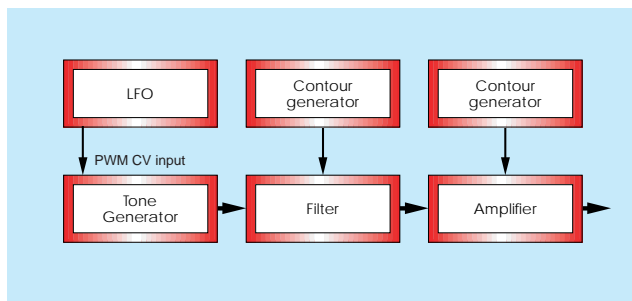 LFO
Contour
generator
Contour
generator
PWM CV input
Tone
Generator
Filter
Amplifier